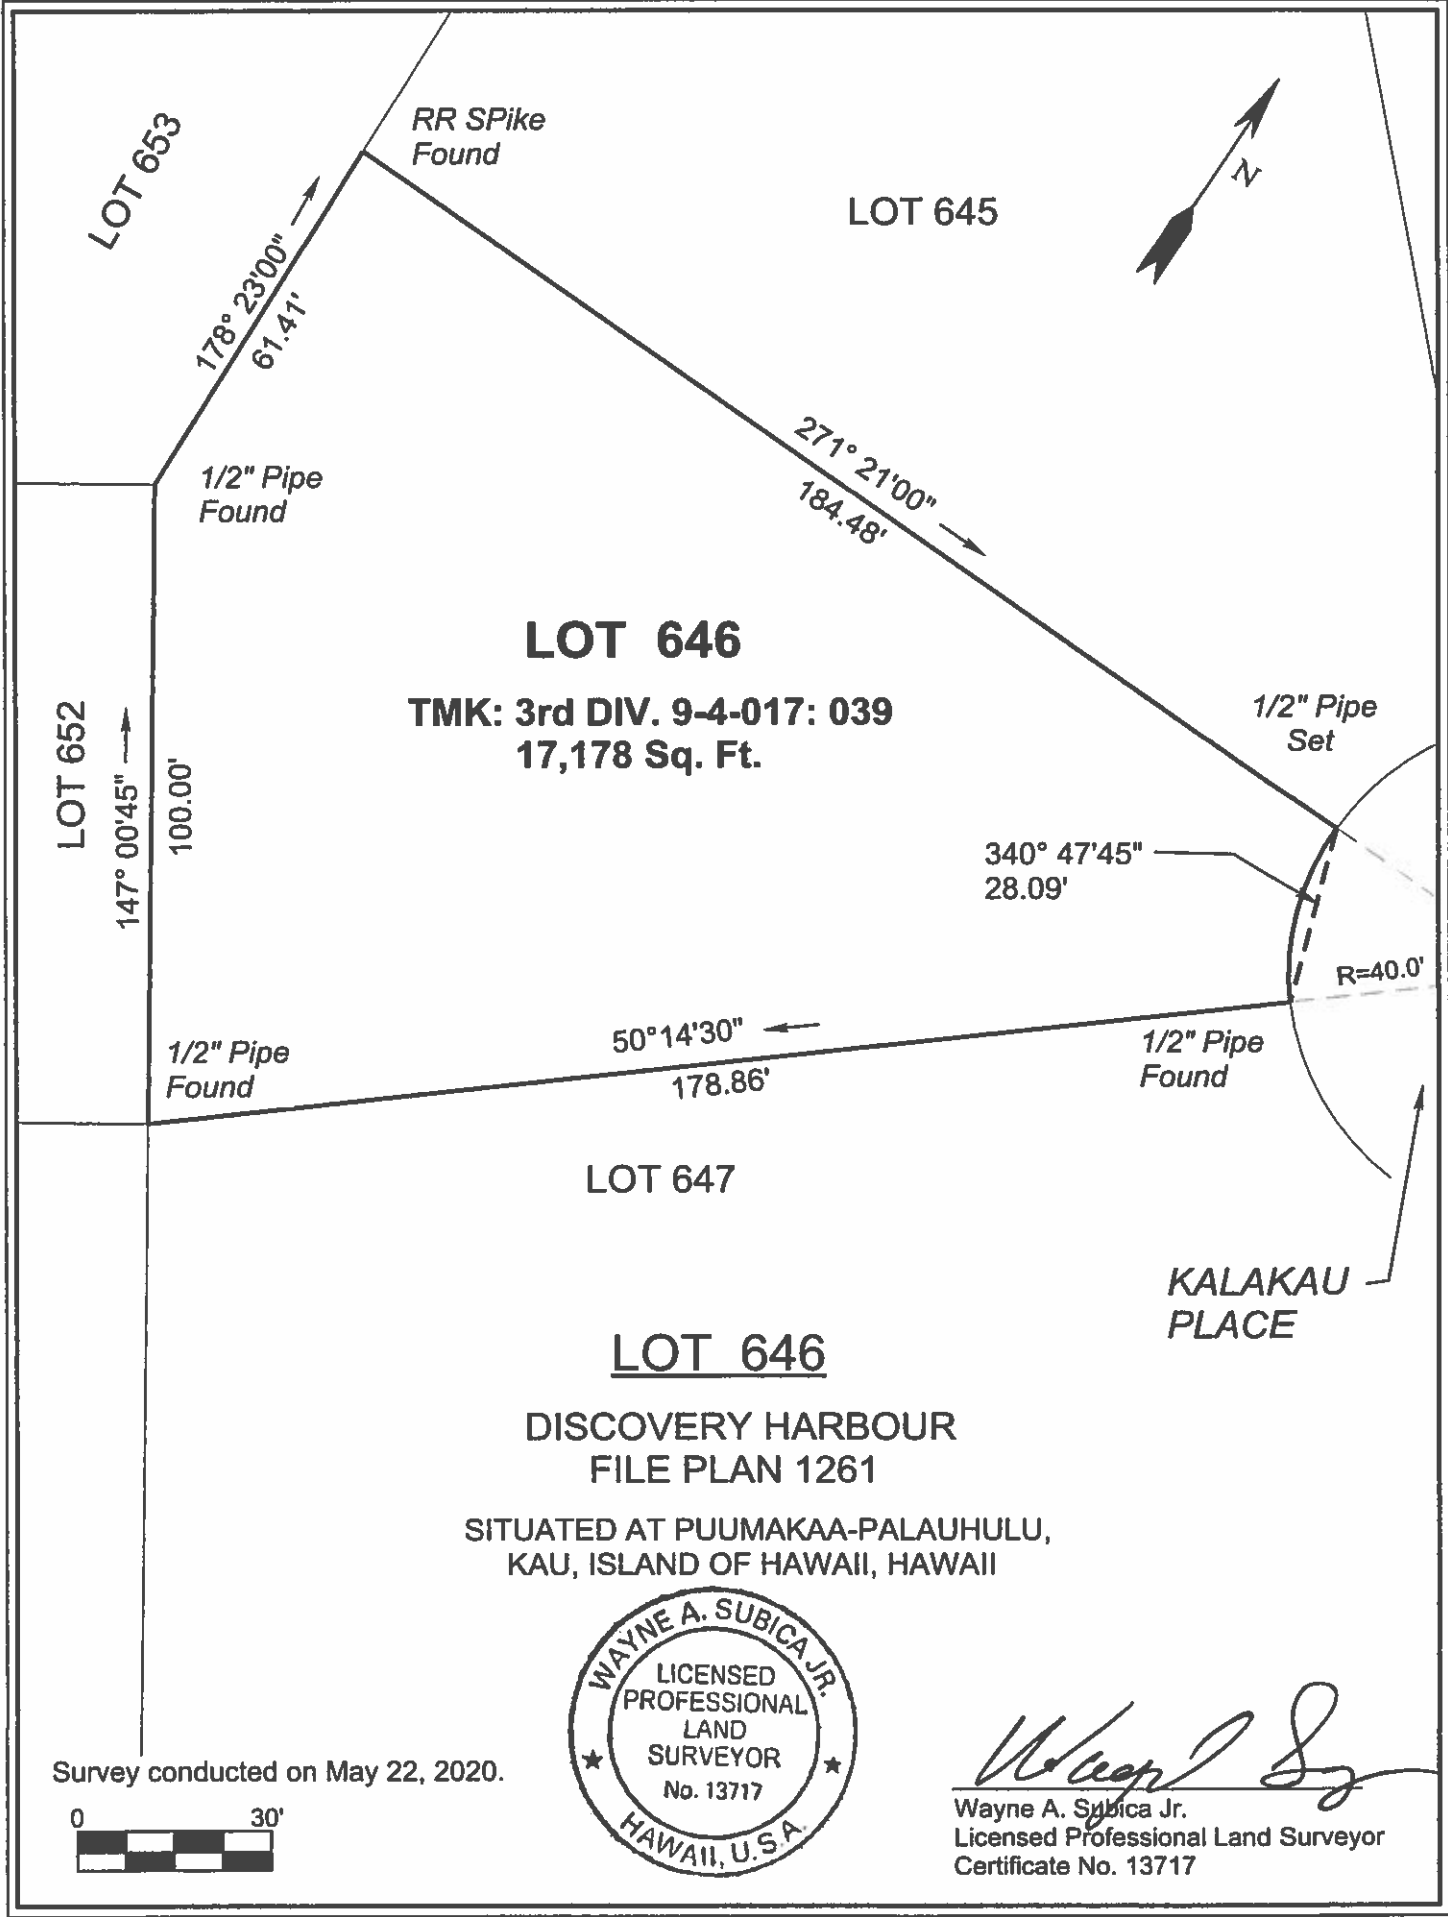 LOT 653
RR SPike
Found
LOT 645
N
178° 23'00"
61.41'
1/2" Pipe
Found
271° 21'00"
184.48'
LOT 646
TMK: 3rd DIV. 9-4-017: 039
17,178 Sq. Ft.
LOT 652
147° 00'45"
100.00'
1/2" Pipe
Set
340° 47'45"
28.09'
R=40.0'
50°14'30"
178.86'
1/2" Pipe
Found
1/2" Pipe
Found
LOT 647
KALAKAU
PLACE
LOT 646
DISCOVERY HARBOUR
FILE PLAN 1261
SITUATED AT PUUMAKAA-PALAUHULU,
KAU, ISLAND OF HAWAII, HAWAII
WAYNE A. SUBICA JR.
LICENSED
PROFESSIONAL
LAND
SURVEYOR
No. 13717
HAWAII, U.S.A.
Survey conducted on May 22, 2020.
0 30'
Wayne A. Subica Jr.
Licensed Professional Land Surveyor
Certificate No. 13717